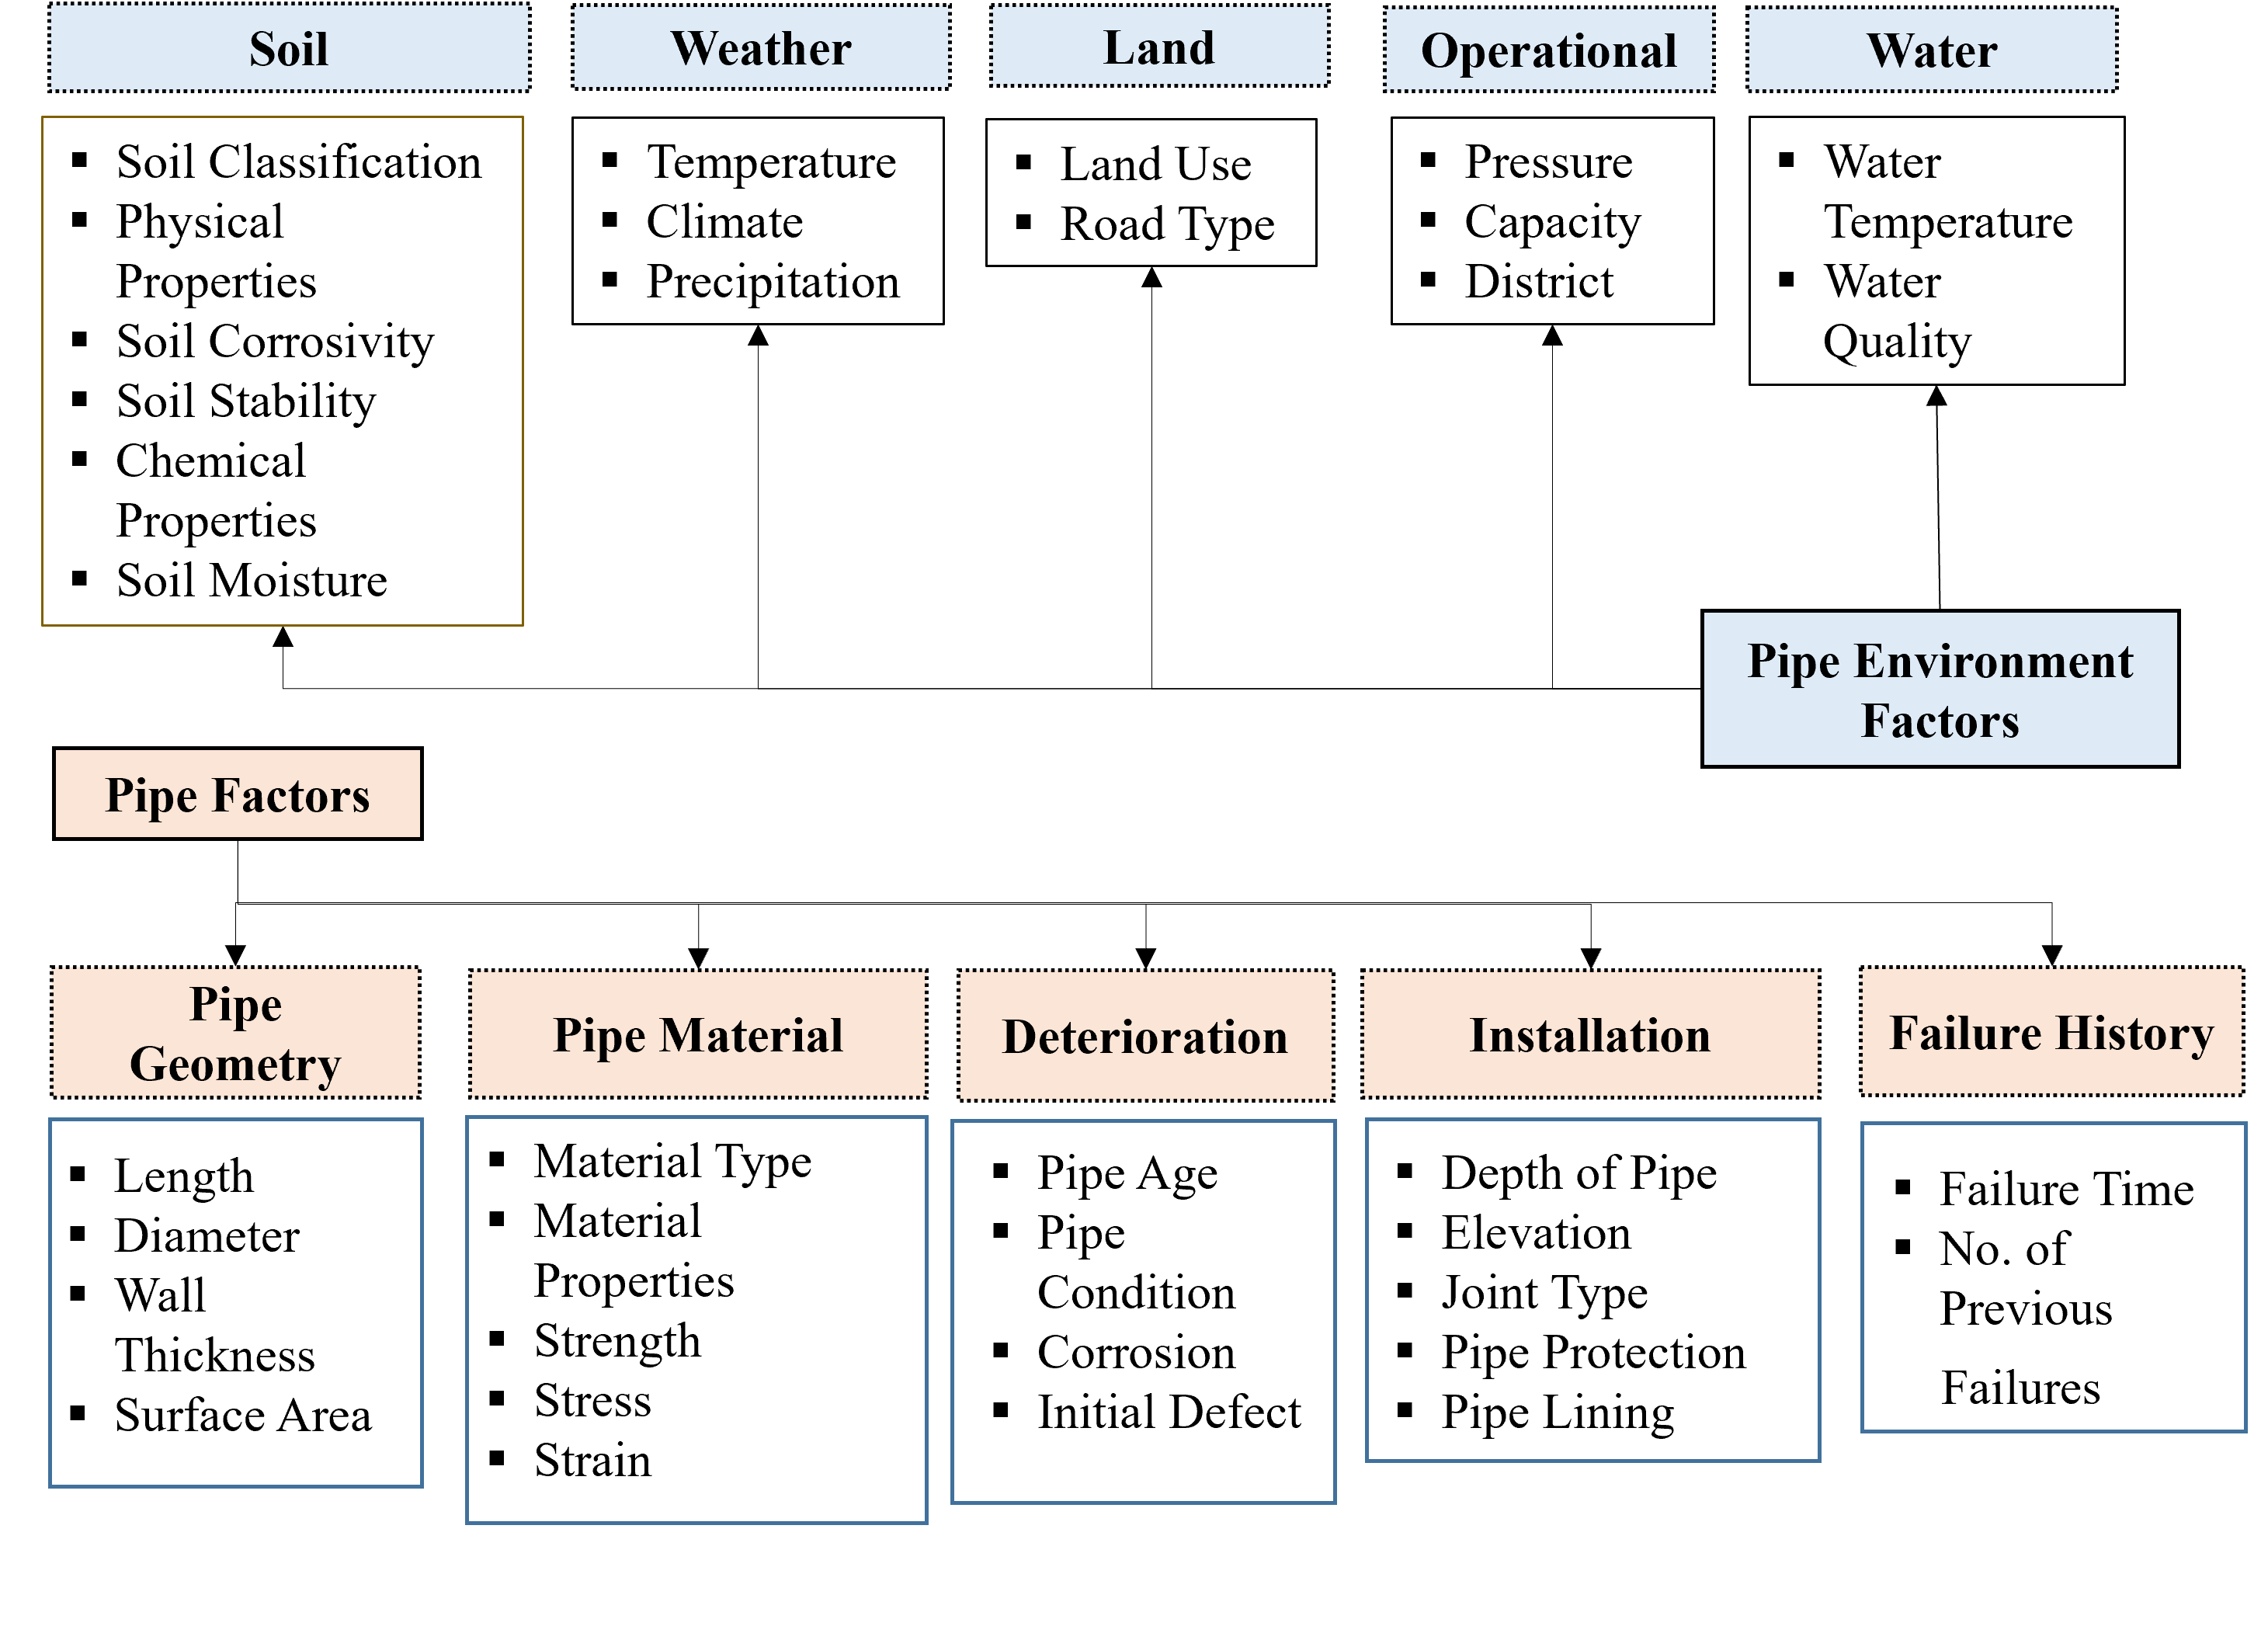 Soil
Weather
Land
Operational
Water
▪ Soil Classification
▪ Physical
Properties
▪ Soil Corrosivity
▪ Soil Stability
▪ Chemical
Properties
▪ Soil Moisture
▪ Temperature
▪ Climate
▪ Precipitation
▪ Land Use
▪ Road Type
▪ Pressure
▪ Capacity
▪ District
▪ Water
Temperature
▪ Water
Quality
Pipe Environment
Factors
Pipe Factors
Pipe
Geometry
Pipe Material
Deterioration
Installation
Failure History
▪ Length
▪ Diameter
▪ Wall
Thickness
▪ Surface Area
▪ Material Type
▪ Material
Properties
▪ Strength
▪ Stress
▪ Strain
▪ Pipe Age
▪ Pipe
Condition
▪ Corrosion
▪ Initial Defect
▪ Depth of Pipe
▪ Elevation
▪ Joint Type
▪ Pipe Protection
▪ Pipe Lining
▪ Failure Time
▪ No. of
Previous
Failures